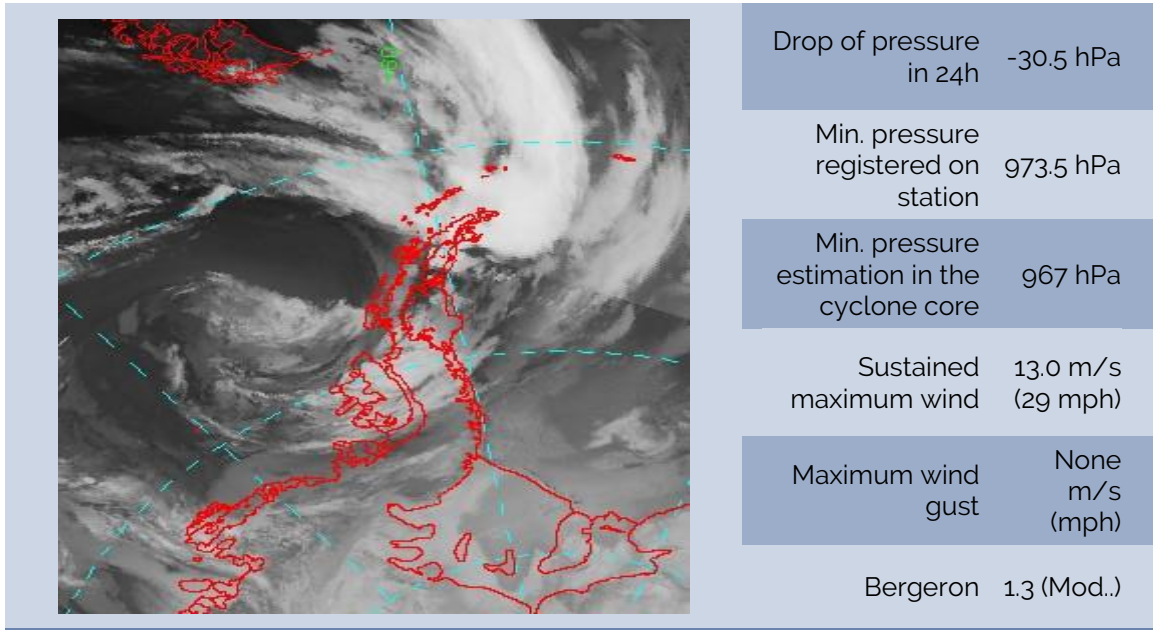 Drop of pressure
in 24h
-30.5 hPa
Min. pressure
registered on
station
973.5 hPa
Min. pressure
estimation in the
cyclone core
967 hPa
Sustained
maximum wind
13.0 m/s
(29 mph)
Maximum wind
gust
None
m/s
(mph)
Bergeron
1.3 (Mod..)